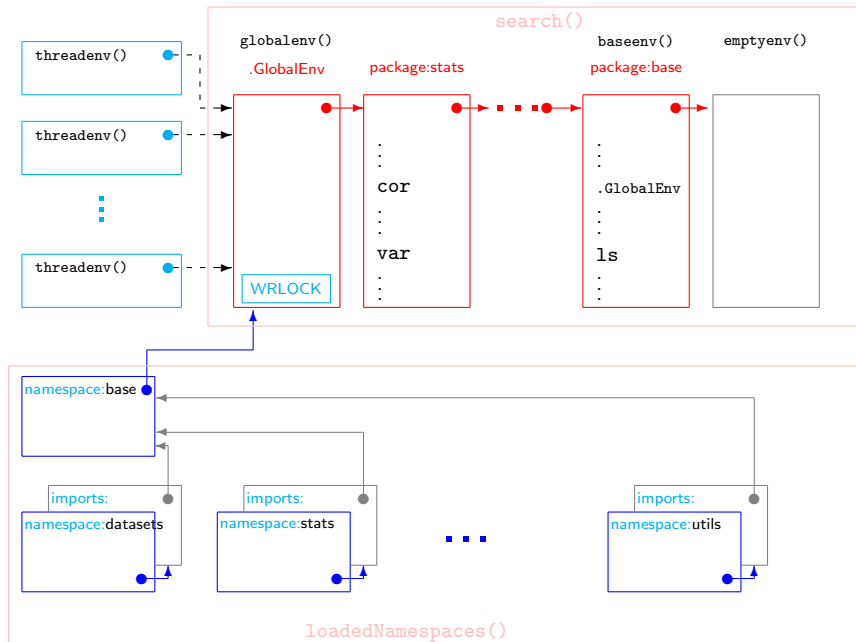 search()
globalenv()
baseenv()
emptyenv()
threadenv()
.GlobalEnv
package:stats
package:base
threadenv()
cor
.GlobalEnv
var
ls
threadenv()
WRLOCK
namespace:base
imports:
imports:
imports:
namespace:datasets
namespace:stats
namespace:utils
loadedNamespaces()